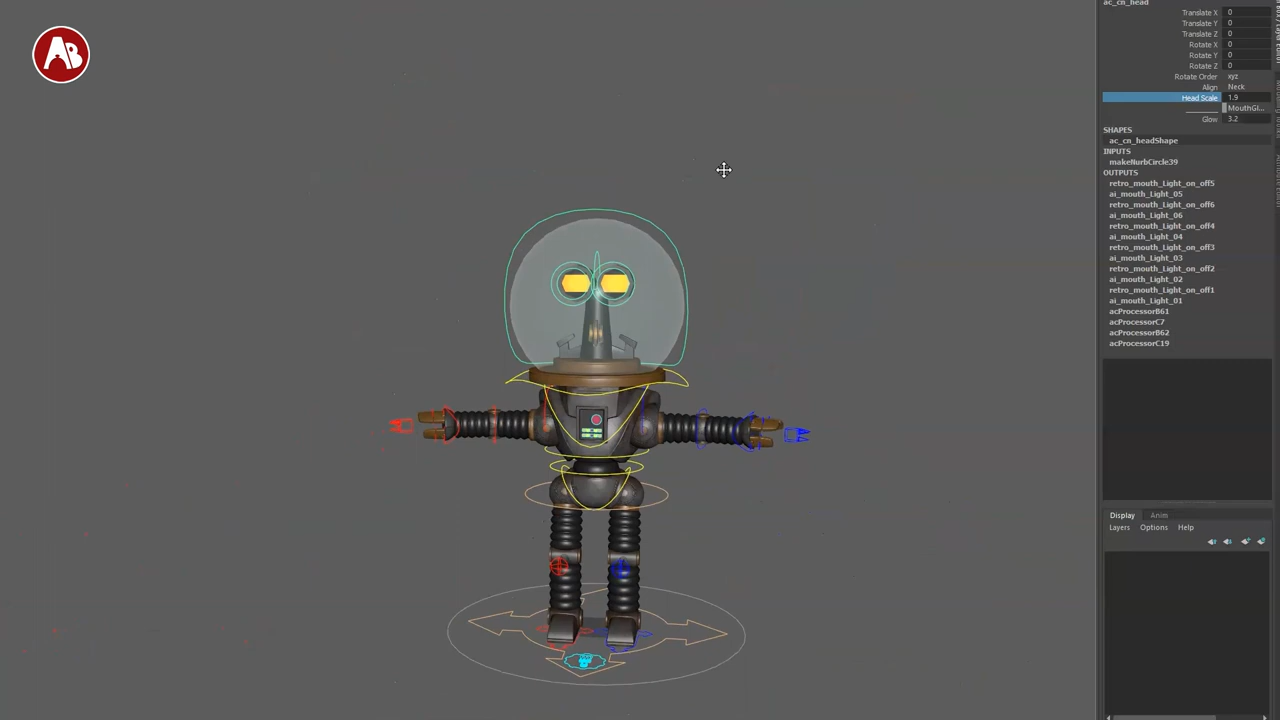 AB
ac_cn_head
Translate X 0
Translate Y 0
Translate Z 0
Rotate X 0
Rotate Y 0
Rotate Z 0
Rotate Order xyz
Align Neck
Head Scale 1.9
MouthGl...
Glow 3.2
SHAPES
ac_cn_headShape
INPUTS
makeNurbCircle39
OUTPUTS
retro_mouth_Light_on_off5
ai_mouth_Light_05
retro_mouth_Light_on_off6
ai_mouth_Light_06
retro_mouth_Light_on_off4
ai_mouth_Light_04
retro_mouth_Light_on_off3
ai_mouth_Light_03
retro_mouth_Light_on_off2
ai_mouth_Light_02
retro_mouth_Light_on_off1
ai_mouth_Light_01
acProcessorB61
acProcessorC7
acProcessorB62
acProcessorC19
Display Anim
Layers Options Help